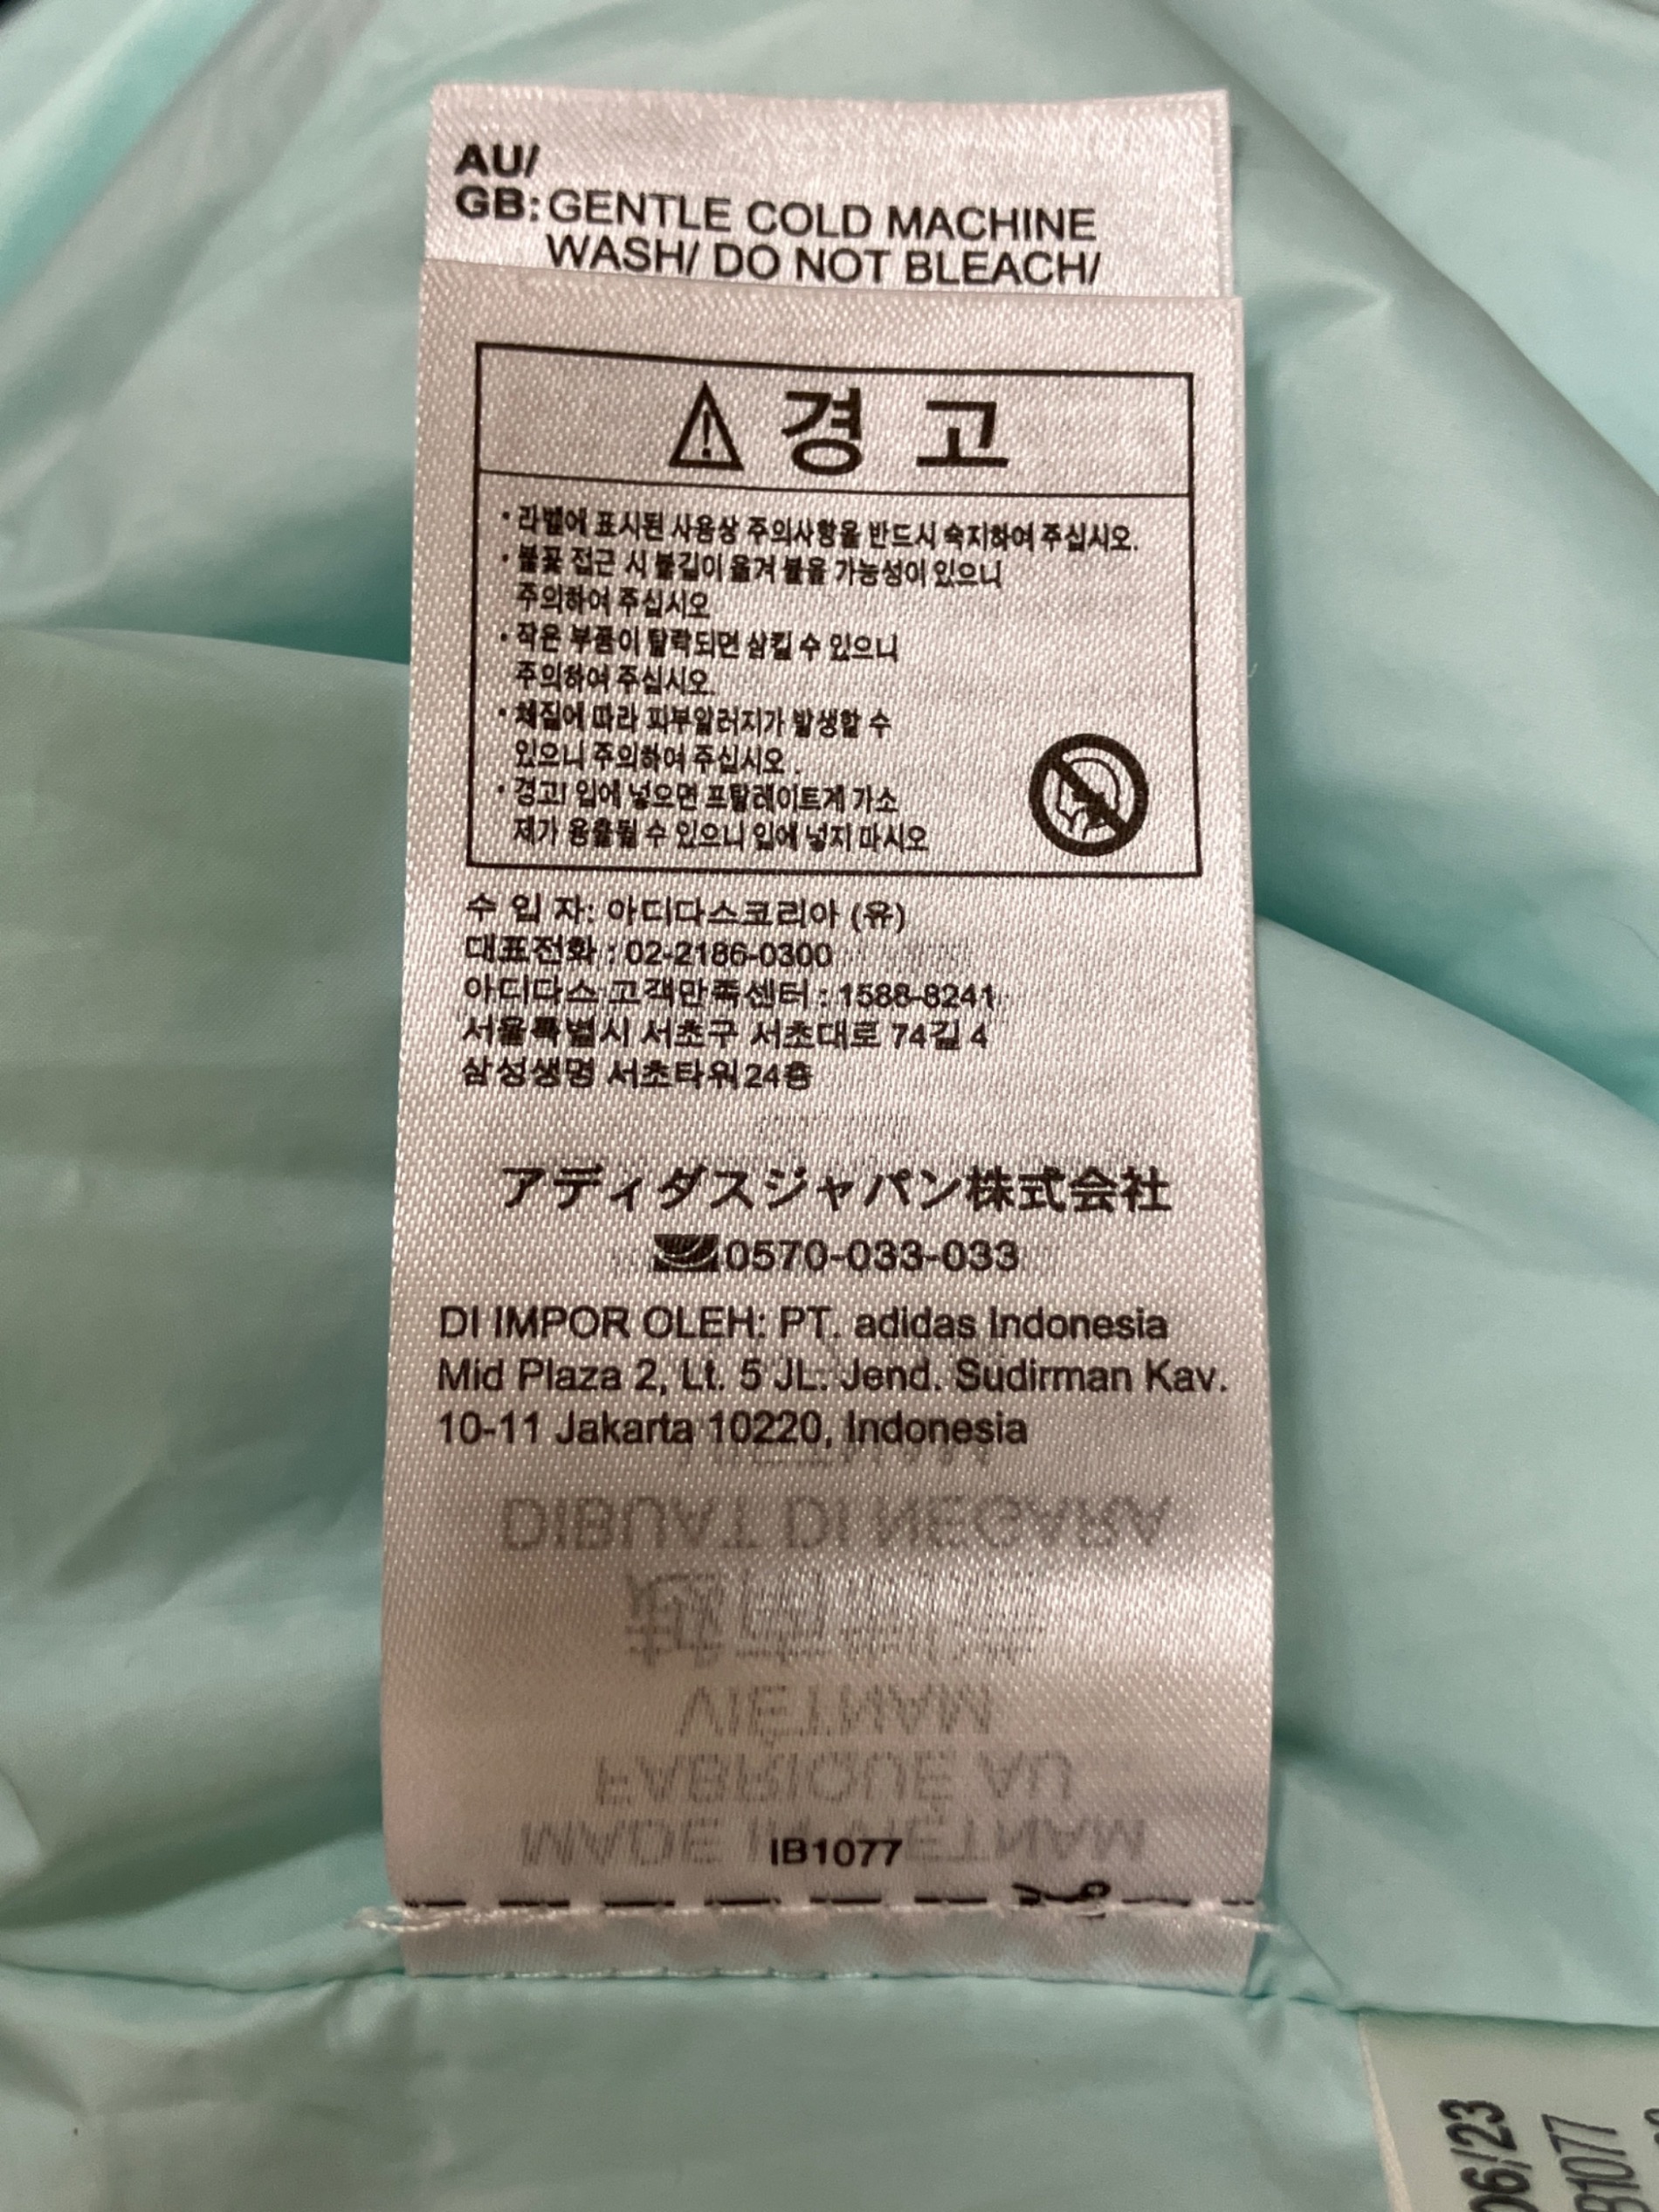 AU/
GB: GENTLE COLD MACHINE
WASH/ DO NOT BLEACH/
경 고
• 라벨에 표시된 사용상 주의사항을 반드시 숙지하여 주십시오.
• 불꽃 접근 시 불길이 옮겨 붙을 가능성이 있으니
주의하여 주십시오
• 작은 부품이 탈락되면 삼킬 수 있으니
주의하여 주십시오.
• 체질에 따라 피부알러지가 발생할 수
있으니 주의하여 주십시오 .
• 경고! 입에 넣으면 프탈레이트계 가소
제가 용출될 수 있으니 입에 넣지 마시오
수 입 자: 아디다스코리아 (유)
대표전화 : 02-2186-0300
아디다스 고객만족센터 : 1588-8241
서울특별시 서초구 서초대로 74길 4
삼성생명 서초타워24층
アディダスジャパン株式会社
0570-033-033
DI IMPOR OLEH: PT. adidas Indonesia
Mid Plaza 2, Lt. 5 JL. Jend. Sudirman Kav.
10-11 Jakarta 10220, Indonesia
DIBUAT DI NEGARA
VIETNAM
FABRIQUÉ AU
MADE IN VIETNAM
IB1077
06/23